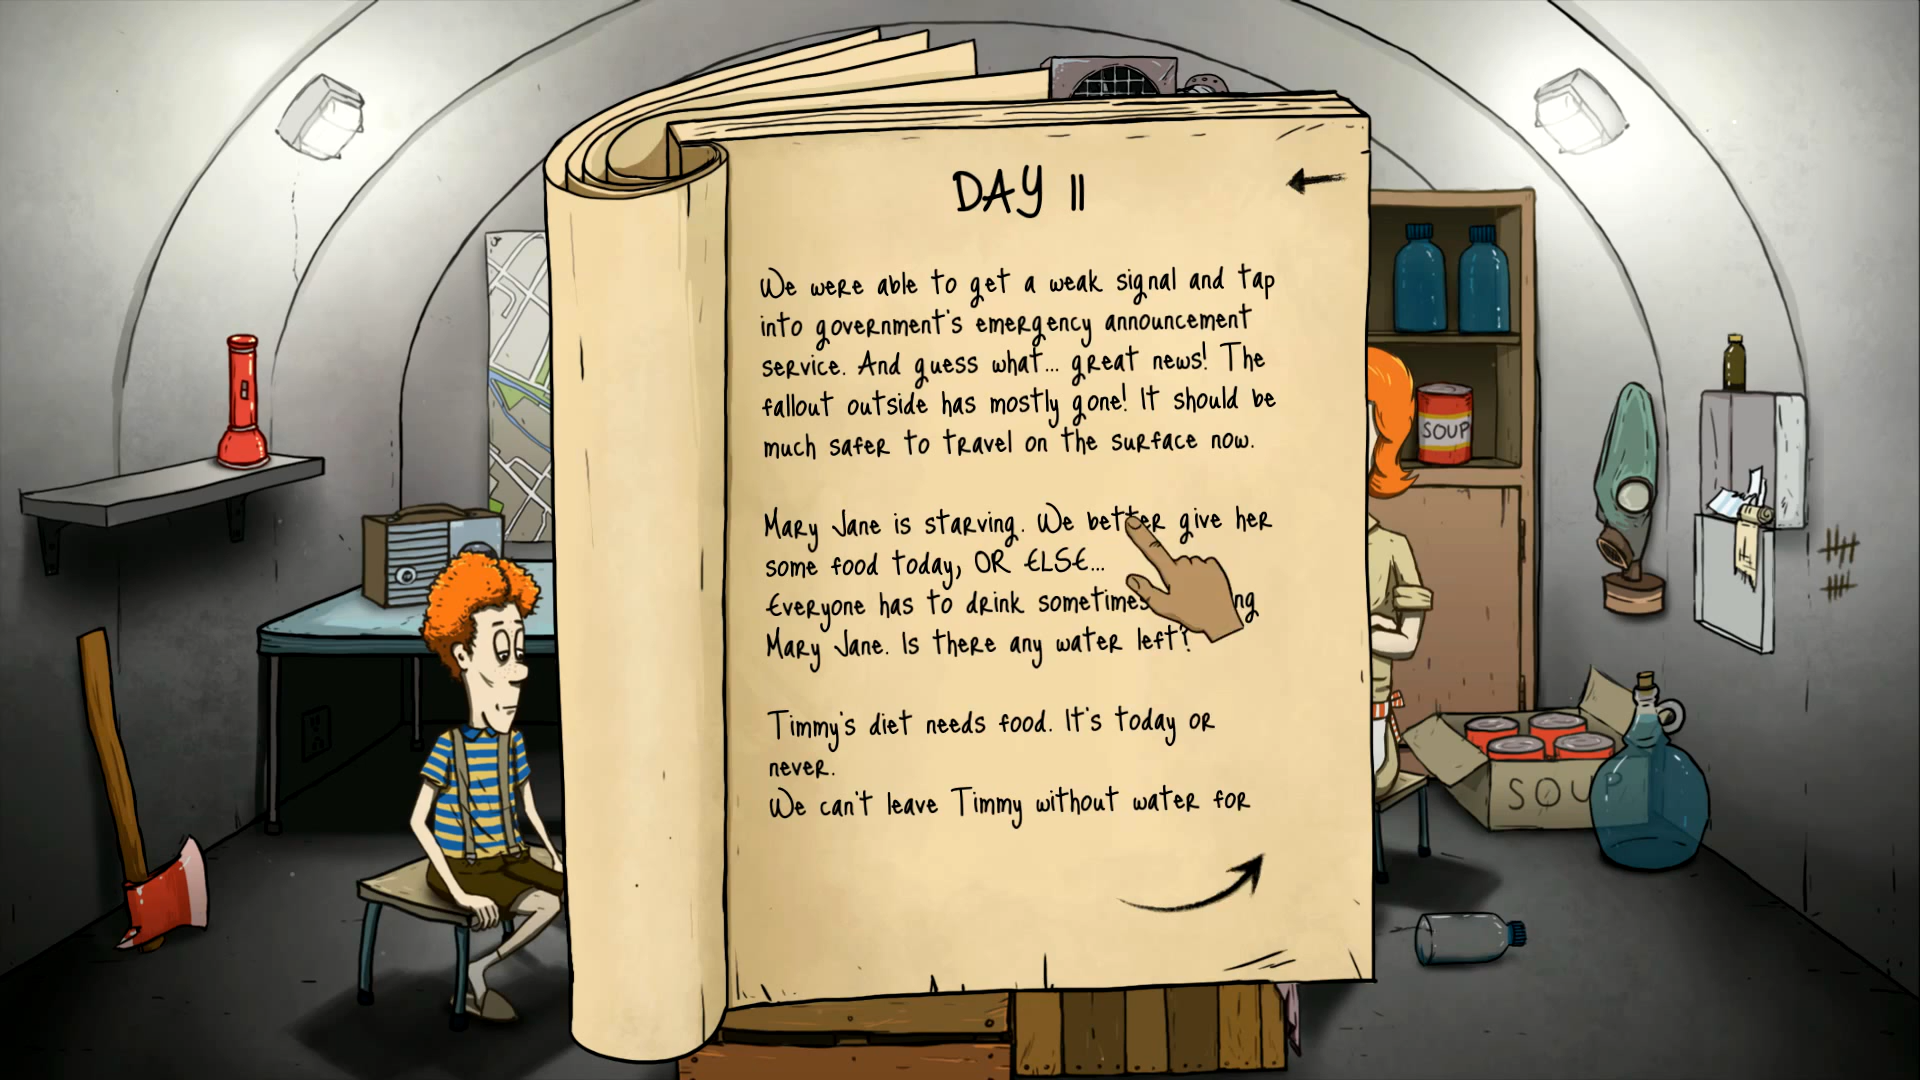 DAY 11
We were able to get a weak signal and tap
into government's emergency announcement
service. And guess what... great news! The
fallout outside has mostly gone! It should be
much safer to travel on the surface now.
Mary Jane is starving. We better give her
some food today, OR ELSE...
Everyone has to drink sometimes
Mary Jane. Is there any water left?
Timmy's diet needs food. It's today or
never.
We can't leave Timmy without water for
SOUP
SOUP